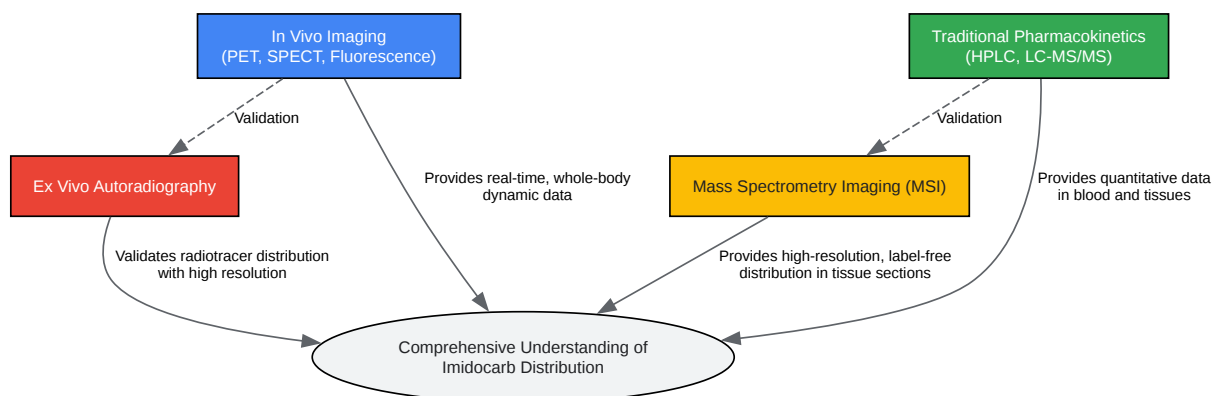 In Vivo Imaging
(PET, SPECT, Fluorescence)
Traditional Pharmacokinetics
(HPLC, LC-MS/MS)
Validation
Validation
Ex Vivo Autoradiography
Provides real-time, whole-body
dynamic data
Mass Spectrometry Imaging (MSI)
Provides quantitative data
in blood and tissues
Validates radiotracer distribution
with high resolution
Provides high-resolution, label-free
distribution in tissue sections
Comprehensive Understanding of
Imidocarb Distribution